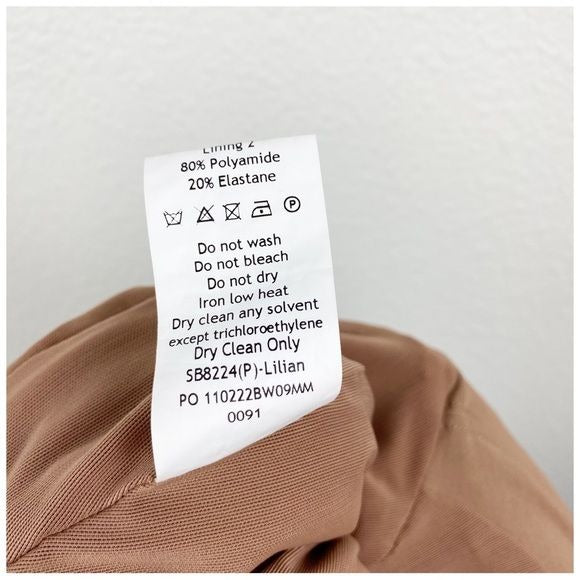 Lining 2
80% Polyamide
20% Elastane
P
Do not wash
Do not bleach
Do not dry
Iron low heat
Dry clean any solvent
except trichloroethylene
Dry Clean Only
SB8224(P)-Lilian
PO 110222BW09MM
0091